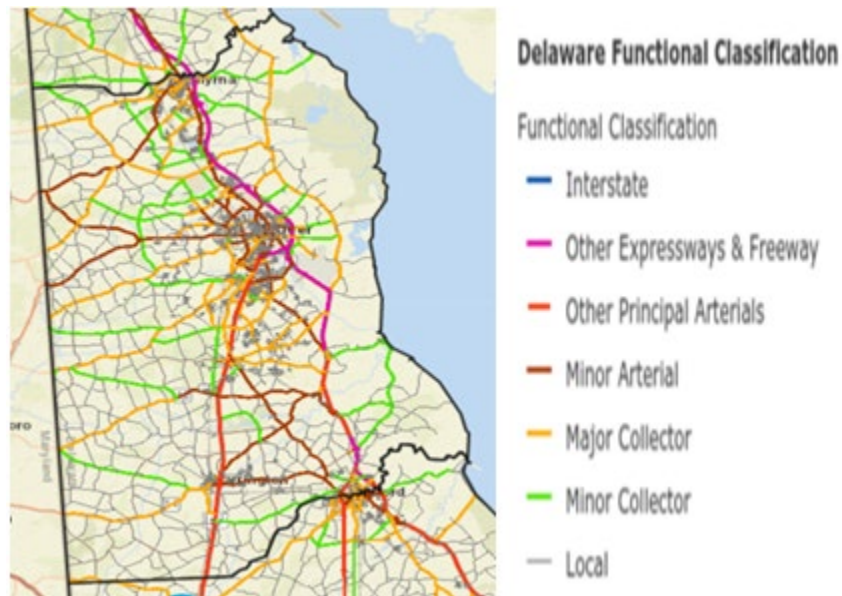 Delaware Functional Classification
Functional Classification
Interstate
Other Expressways & Freeway
Other Principal Arterials
Minor Arterial
Major Collector
Minor Collector
Local
Maryland